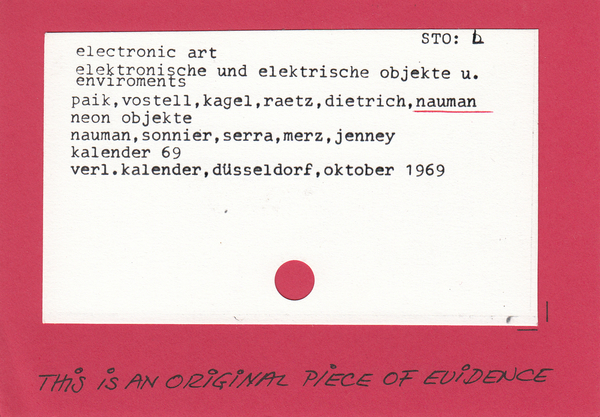 STO: b
electronic art
elektronische und elektrische objekte u.
enviroments
paik,vostell,kagel,raetz,dietrich,nauman
neon objekte
nauman,sonnier,serra,merz,jenney
kalender 69
verl.kalender,düsseldorf,oktober 1969
THiS iS AN ORiGiNAL PiECE OF EViDENCE